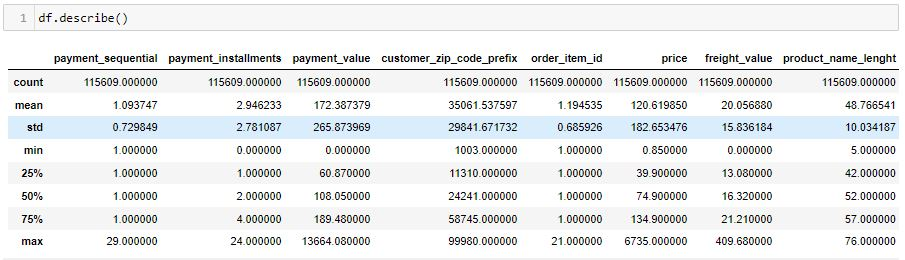 1 df.describe()
payment_sequential payment_installments payment_value customer_zip_code_prefix order_item_id price freight_value product_name_lenght
count 115609.000000 115609.000000 115609.000000 115609.000000 115609.000000 115609.000000 115609.000000 115609.000000
mean 1.093747 2.946233 172.387379 35061.537597 1.194535 120.619850 20.056880 48.766541
std 0.729849 2.781087 265.873969 29841.671732 0.685926 182.653476 15.836184 10.034187
min 1.000000 0.000000 0.000000 1003.000000 1.000000 0.850000 0.000000 5.000000
25% 1.000000 1.000000 60.870000 11310.000000 1.000000 39.900000 13.080000 42.000000
50% 1.000000 2.000000 108.050000 24241.000000 1.000000 74.900000 16.320000 52.000000
75% 1.000000 4.000000 189.480000 58745.000000 1.000000 134.900000 21.210000 57.000000
max 29.000000 24.000000 13664.080000 99980.000000 21.000000 6735.000000 409.680000 76.000000